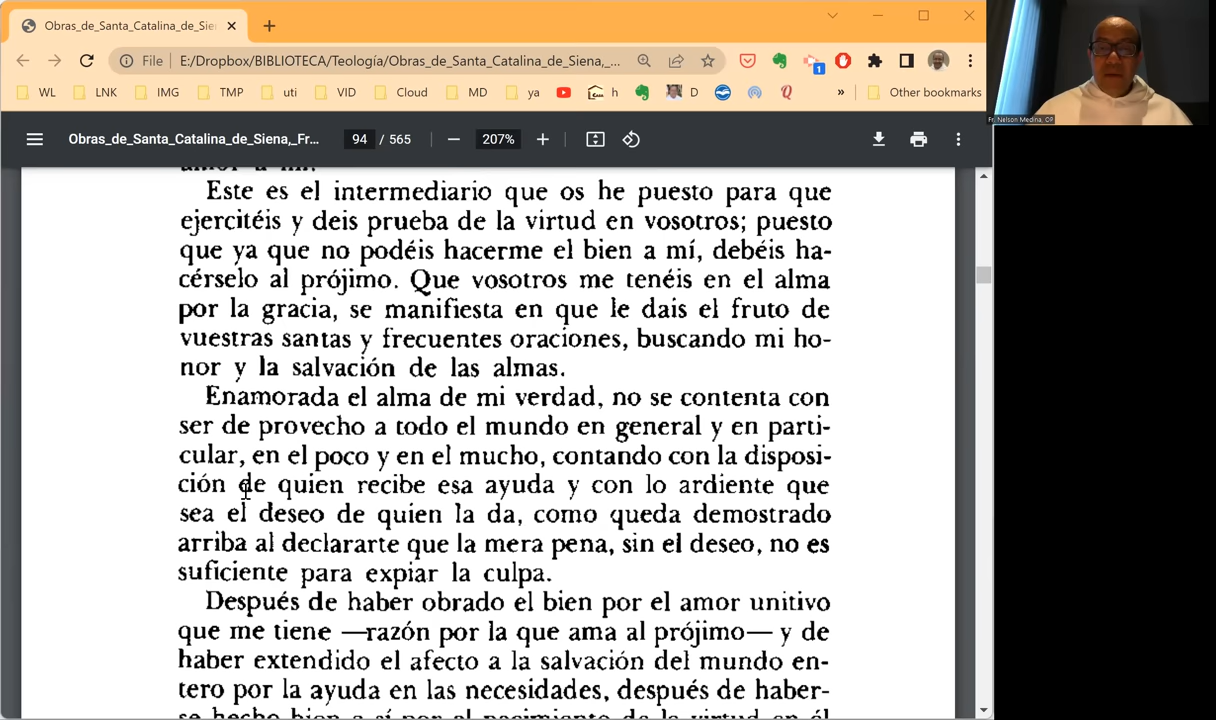 Obras_de_Santa_Catalina_de_Sie
File E:/Dropbox/BIBLIOTECA/Teología/Obras_de_Santa_Catalina_de_Siena,_...
1
WL LNK IMG TMP uti VID Cloud MD ya h D » Other bookmarks
Fr. Nelson Medina, OP
Obras_de_Santa_Catalina_de_Siena,_Fr... 94 / 565 207%
Este es el intermediario que os he puesto para que
ejercitéis y deis prueba de la virtud en vosotros; puesto
que ya que no podéis hacerme el bien a mí, debéis ha-
cérselo al prójimo. Que vosotros me tenéis en el alma
por la gracia, se manifiesta en que le dais el fruto de
vuestras santas y frecuentes oraciones, buscando mi ho-
nor y la salvación de las almas.
Enamorada el alma de mi verdad, no se contenta con
ser de provecho a todo el mundo en general y en parti-
cular, en el poco y en el mucho, contando con la disposi-
ción de quien recibe esa ayuda y con lo ardiente que
sea el deseo de quien la da, como queda demostrado
arriba al declararte que la mera pena, sin el deseo, no es
suficiente para expiar la culpa.
Después de haber obrado el bien por el amor unitivo
que me tiene —razón por la que ama al prójimo— y de
haber extendido el afecto a la salvación del mundo en-
tero por la ayuda en las necesidades, después de haber-